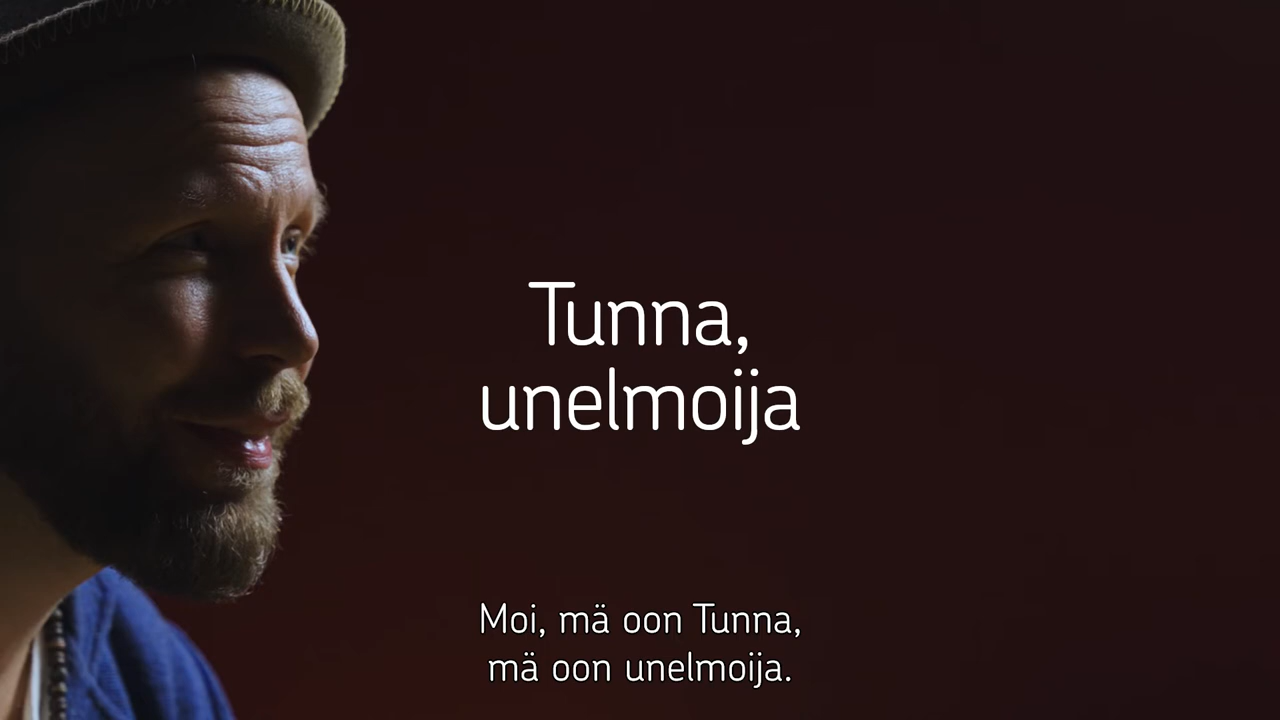 Tunna,
unelmoija
Moi, mä oon Tunna,
mä oon unelmoija.